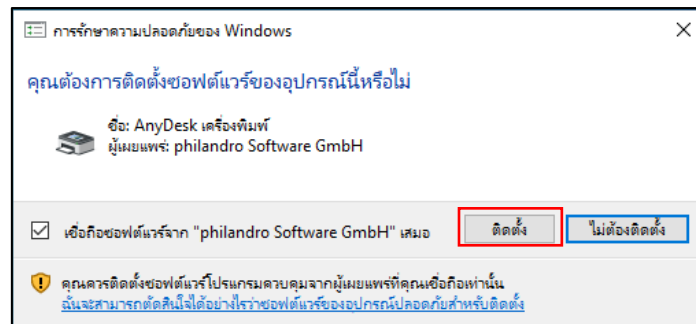 การรักษาความปลอดภัยของ Windows
คุณต้องการติดตั้งซอฟต์แวร์ของอุปกรณ์นี้หรือไม่
ชื่อ: AnyDesk เครื่องพิมพ์
ผู้เผยแพร่: philandro Software GmbH
เชื่อถือซอฟต์แวร์จาก "philandro Software GmbH" เสมอ
ติดตั้ง
ไม่ต้องติดตั้ง
คุณควรติดตั้งซอฟต์แวร์โปรแกรมควบคุมจากผู้เผยแพร่ที่คุณเชื่อถือเท่านั้น
ฉันจะสามารถตัดสินใจได้อย่างไรว่าซอฟต์แวร์ของอุปกรณ์ปลอดภัยสำหรับติดตั้ง